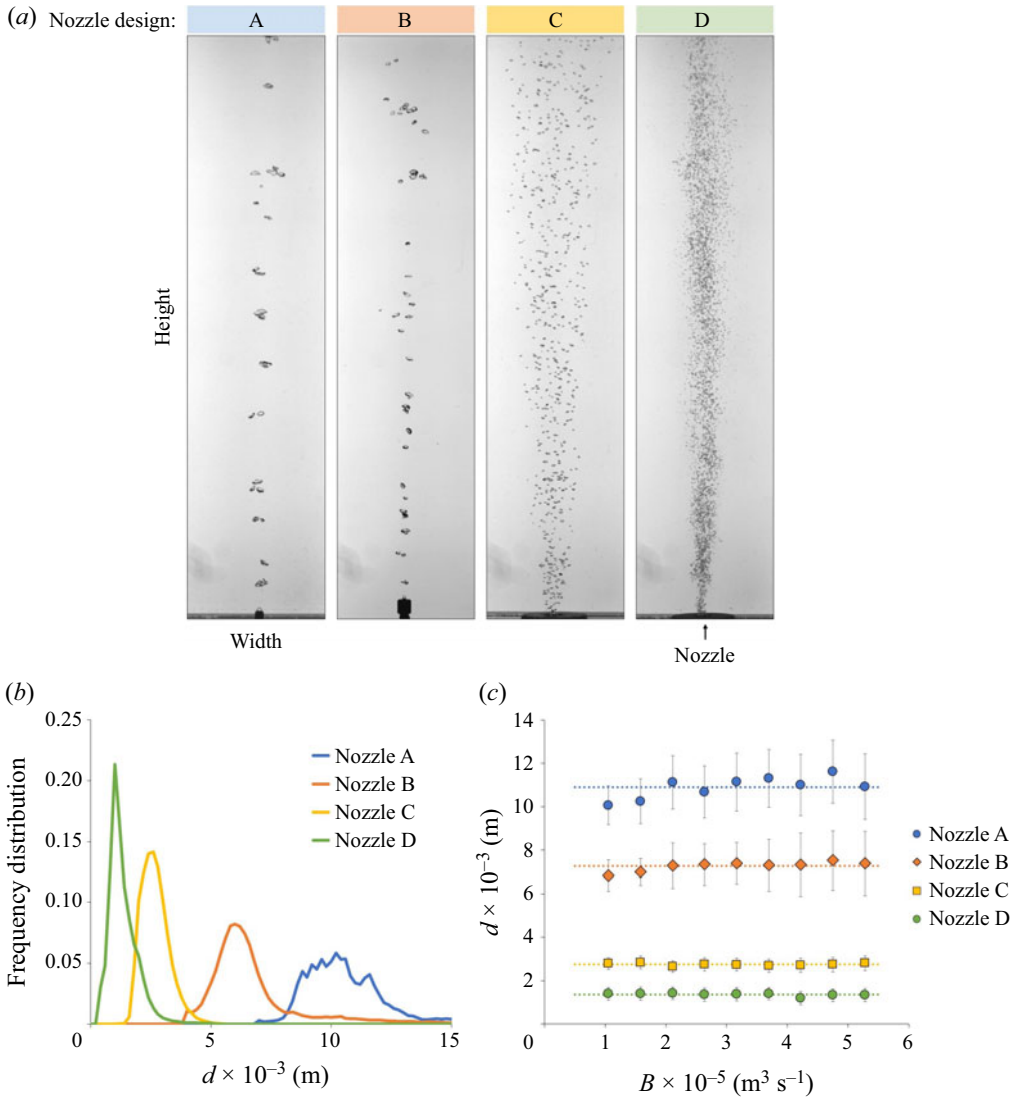 (a) Nozzle design: A B C D
Height
Width
Nozzle
(b)
0.25
0.20
0.15
0.10
0.05
0 5 10 15
Frequency distribution
d × 10⁻³ (m)
Nozzle A
Nozzle B
Nozzle C
Nozzle D
(c)
14
12
10
8
6
4
2
0 1 2 3 4 5 6
d × 10⁻³ (m)
B × 10⁻⁵ (m³ s⁻¹)
Nozzle A
Nozzle B
Nozzle C
Nozzle D